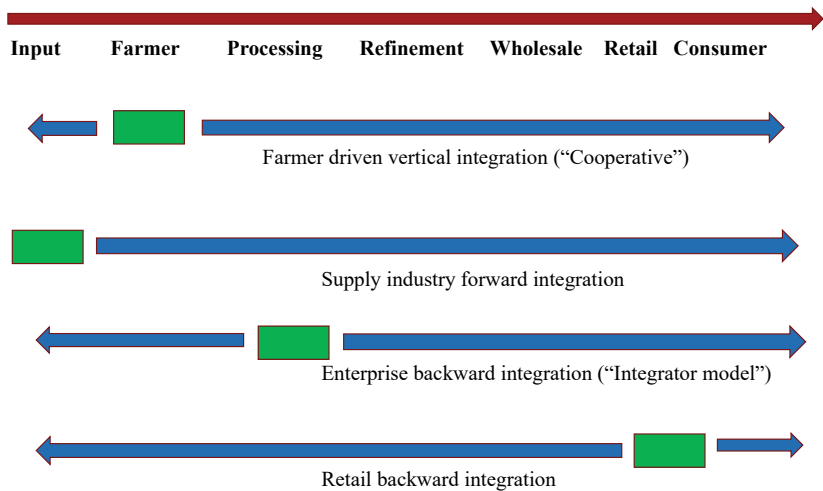 Input Farmer Processing Refinement Wholesale Retail Consumer
Farmer driven vertical integration (“Cooperative”)
Supply industry forward integration
Enterprise backward integration (“Integrator model”)
Retail backward integration